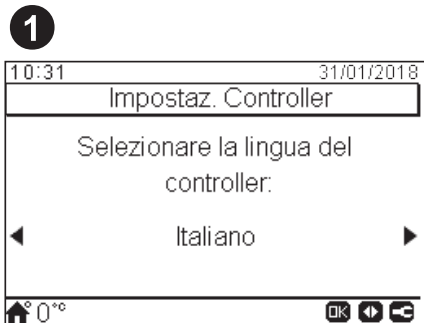 1
10:31 31/01/2018
Impostaz. Controller
Selezionare la lingua del
controller:
Italiano
0°C
OK